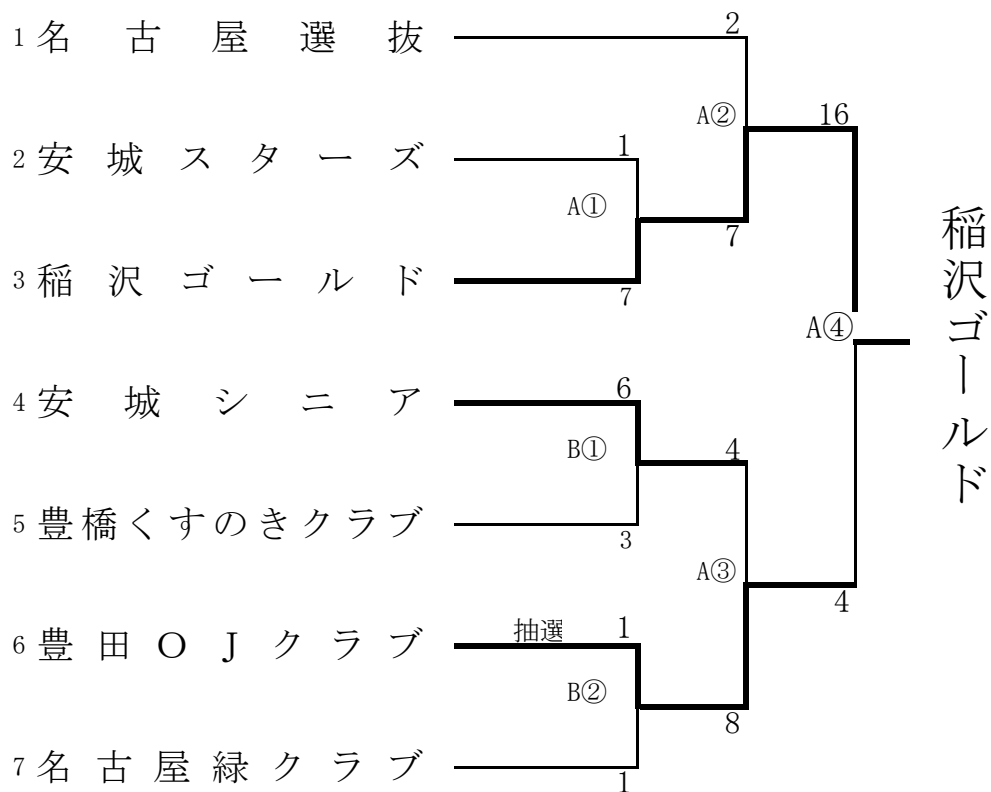 1 名古屋選抜
2
A②
16
2 安城スターズ
1
A①
7
3 稲沢ゴールド
7
稲沢ゴールド
A④
4 安城シニア
6
B①
4
5 豊橋くすのきクラブ
3
A③
4
6 豊田OJクラブ
抽選
1
B②
8
7 名古屋緑クラブ
1